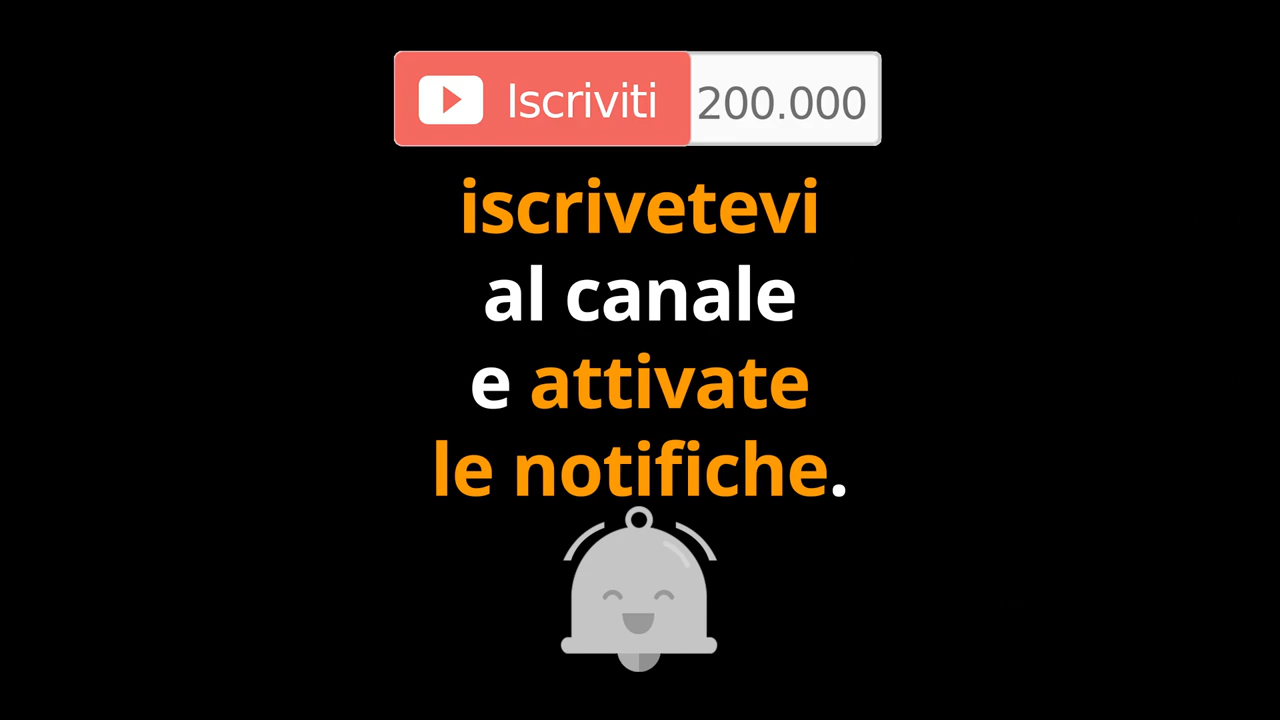 Iscriviti 200.000
iscrivetevi
al canale
e attivate
le notifiche.